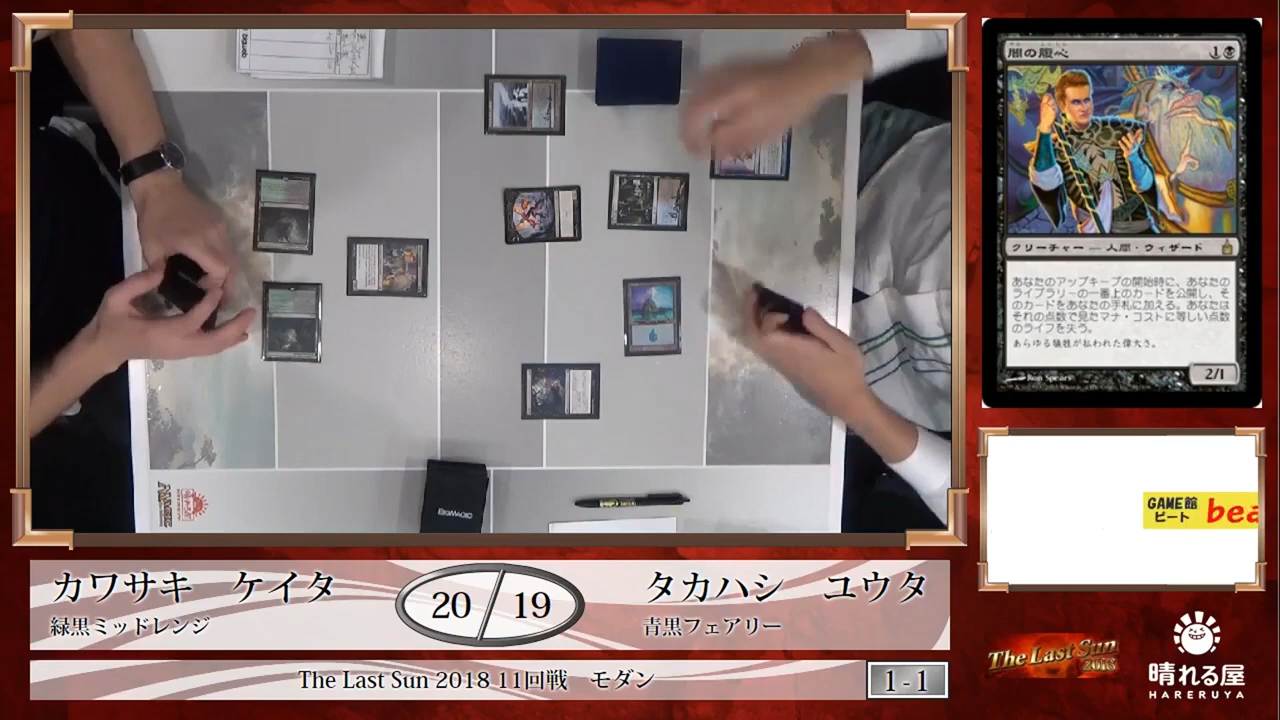 闇の腹心
1
クリーチャー — 人間・ウィザード
あなたのアップキープの開始時に、あなたの
ライブラリーの一番上のカードを公開し、そ
のカードをあなたの手札に加える。あなたは
それの点数で見たマナ・コストに等しい点数
のライフを失う。
あらゆる犠牲が払われた偉大さ。
Ron Spears
2/1
BIGMAGIC
GAME館
ビート
bea
カワサキ ケイタ
緑黒ミッドレンジ
20/19
タカハシ ユウタ
青黒フェアリー
The Last Sun 2018 11回戦 モダン
1-1
The Last Sun
2018
晴れる屋
HARERUYA